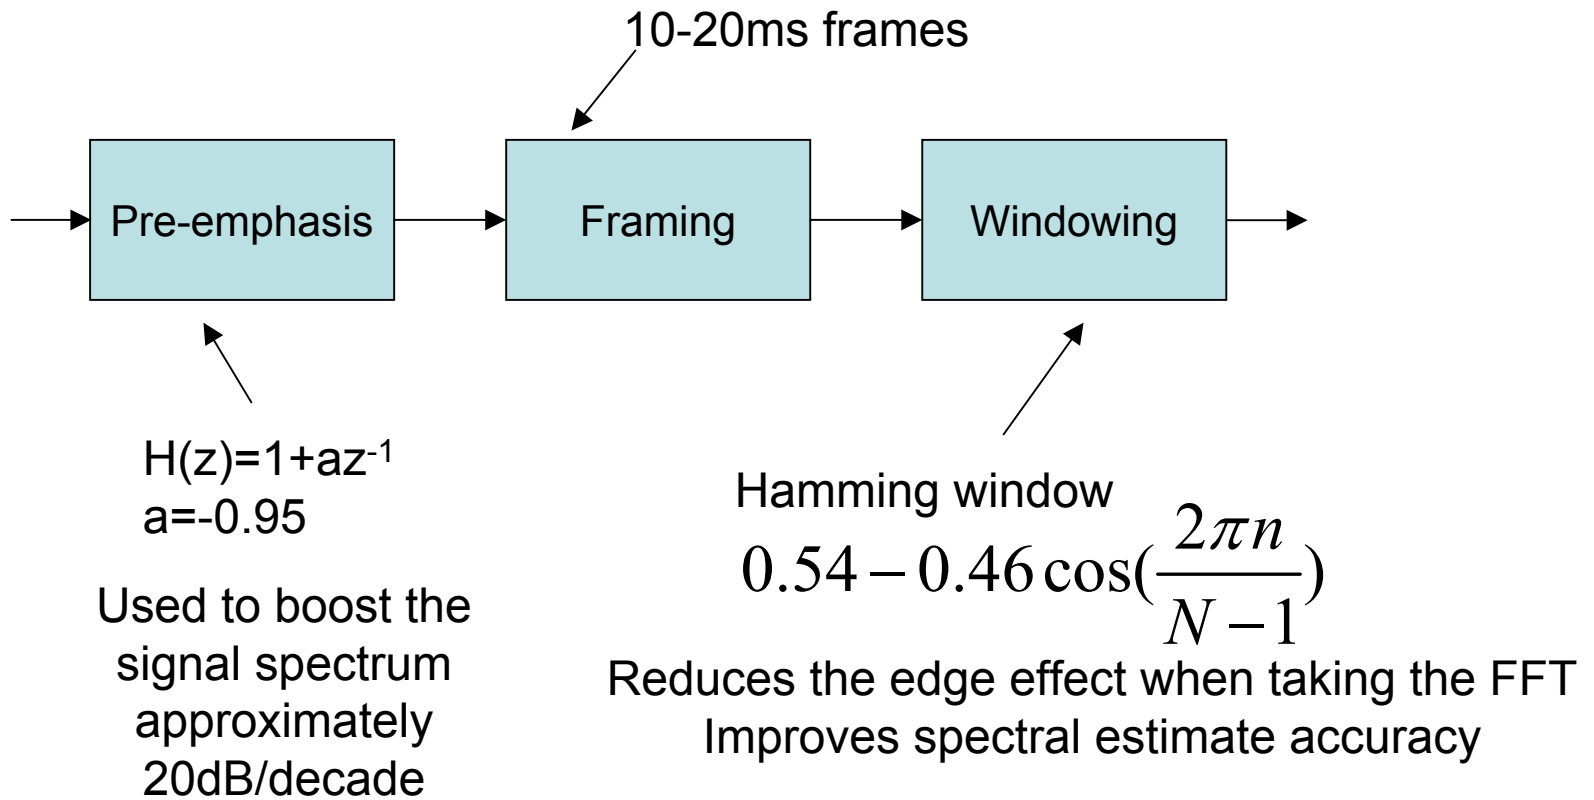 10-20ms frames
Pre-emphasis
Framing
Windowing
H(z)=1+az⁻¹
a=-0.95
Used to boost the
signal spectrum
approximately
20dB/decade
Hamming window
0.54 − 0.46 cos(2πn / N − 1)
Reduces the edge effect when taking the FFT
Improves spectral estimate accuracy